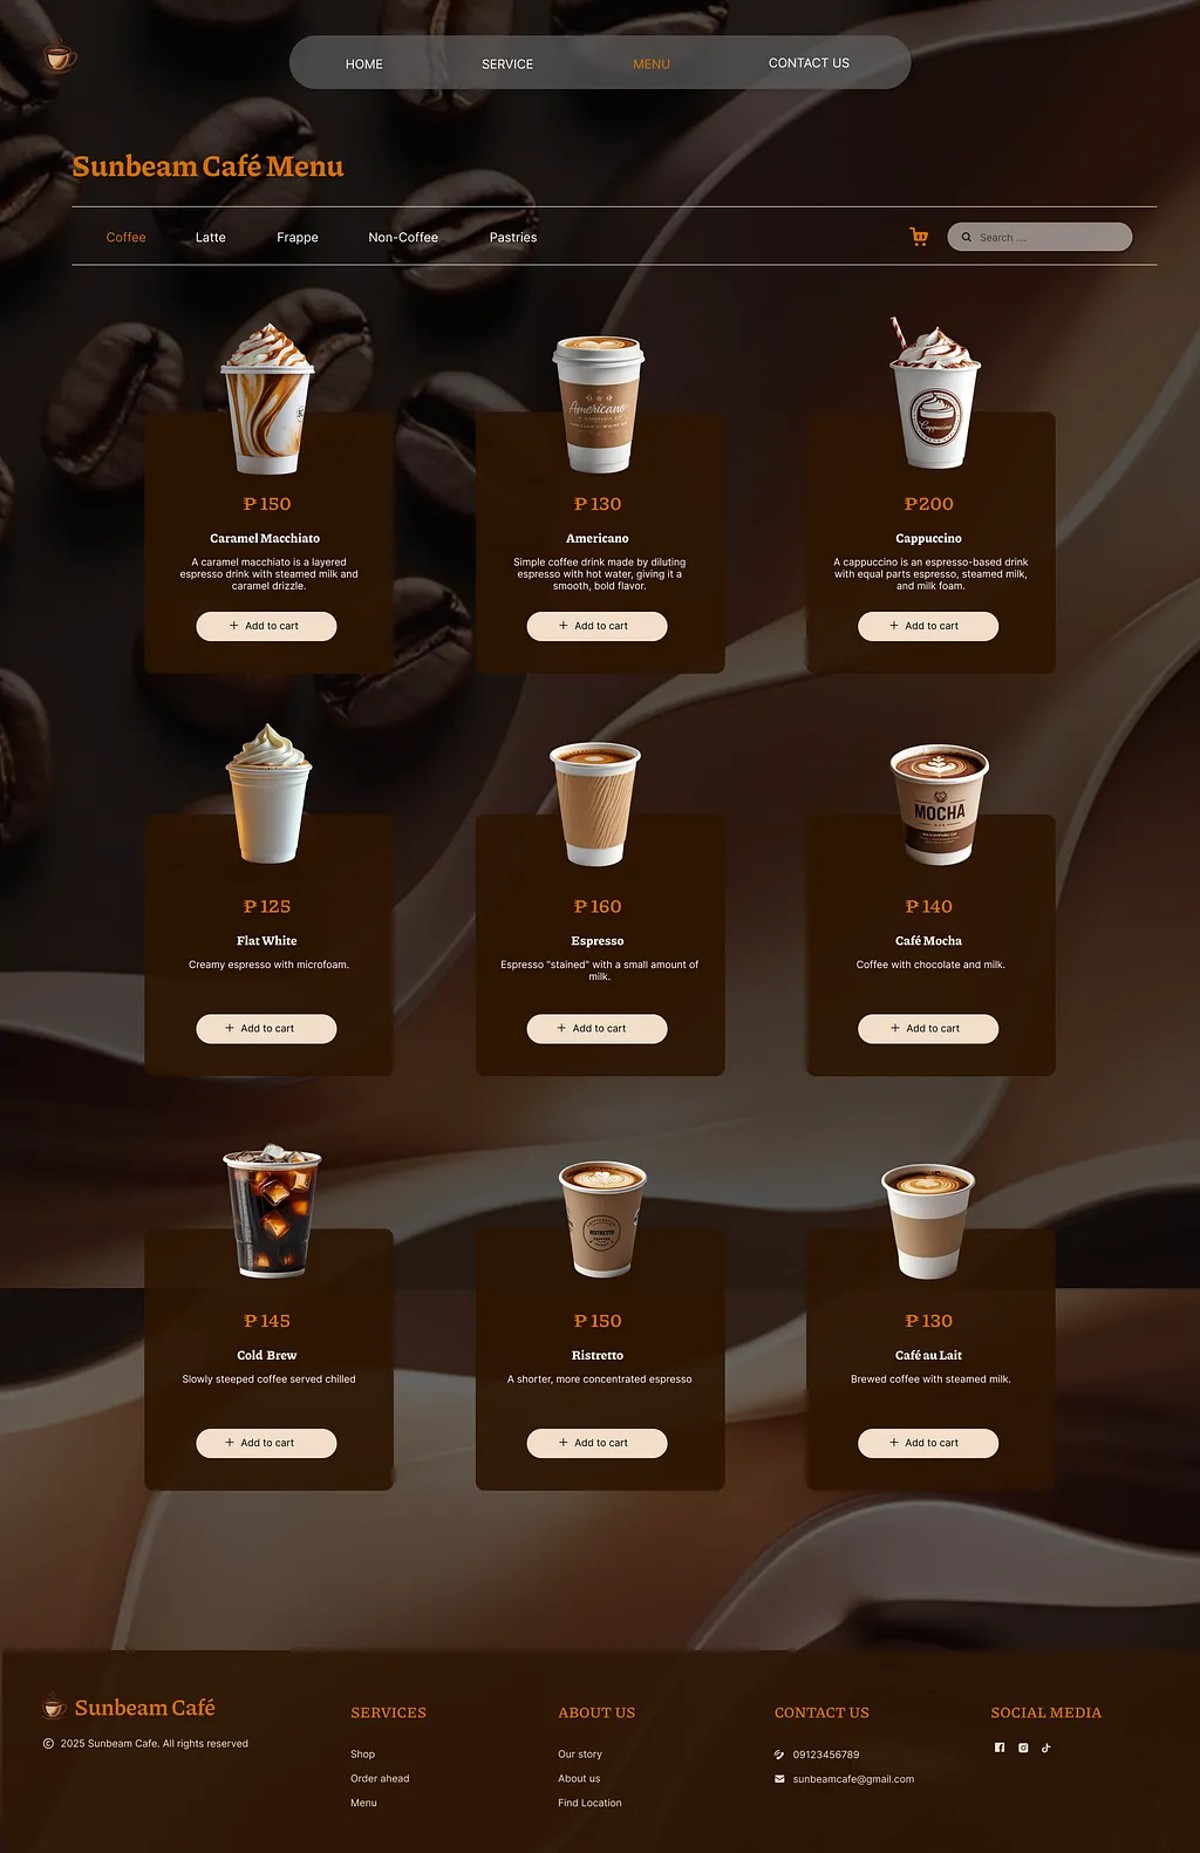 HOME
SERVICE
MENU
CONTACT US
Sunbeam Café Menu
Coffee
Latte
Frappe
Non-Coffee
Pastries
Search ....
Americano
Cappuccino
₱ 150
₱ 130
₱200
Caramel Macchiato
Americano
Cappuccino
A caramel macchiato is a layered
espresso drink with steamed milk and
caramel drizzle.
Simple coffee drink made by diluting
espresso with hot water, giving it a
smooth, bold flavor.
A cappuccino is an espresso-based drink
with equal parts espresso, steamed milk,
and milk foam.
+ Add to cart
+ Add to cart
+ Add to cart
MOCHA
₱ 125
₱ 160
₱ 140
Flat White
Espresso
Café Mocha
Creamy espresso with microfoam.
Espresso "stained" with a small amount of
milk.
Coffee with chocolate and milk.
+ Add to cart
+ Add to cart
+ Add to cart
RISTRETTO
₱ 145
₱ 150
₱ 130
Cold Brew
Ristretto
Café au Lait
Slowly steeped coffee served chilled
A shorter, more concentrated espresso
Brewed coffee with steamed milk.
+ Add to cart
+ Add to cart
+ Add to cart
Sunbeam Café
© 2025 Sunbeam Cafe. All rights reserved
SERVICES
Shop
Order ahead
Menu
ABOUT US
Our story
About us
Find Location
CONTACT US
09123456789
sunbeamcafe@gmail.com
SOCIAL MEDIA